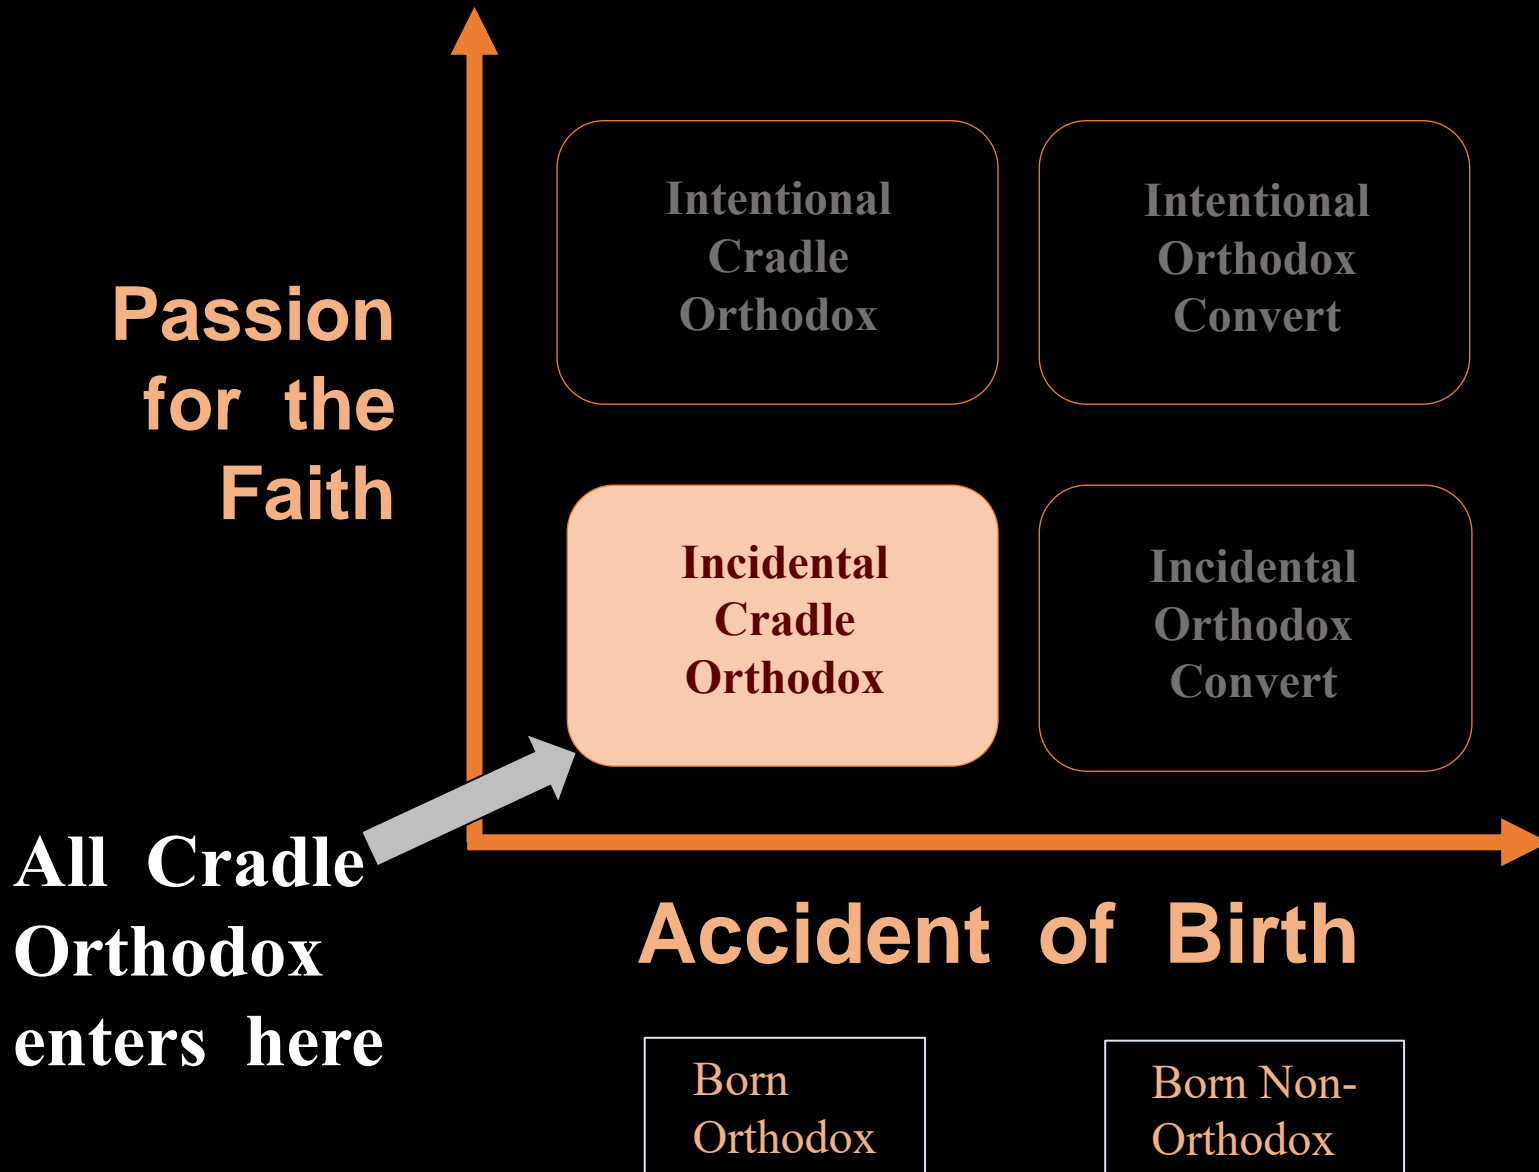 Intentional
Cradle
Orthodox
Intentional
Orthodox
Convert
Passion
for the
Faith
Incidental
Cradle
Orthodox
Incidental
Orthodox
Convert
All Cradle
Orthodox
enters here
Accident of Birth
Born
Orthodox
Born Non-
Orthodox